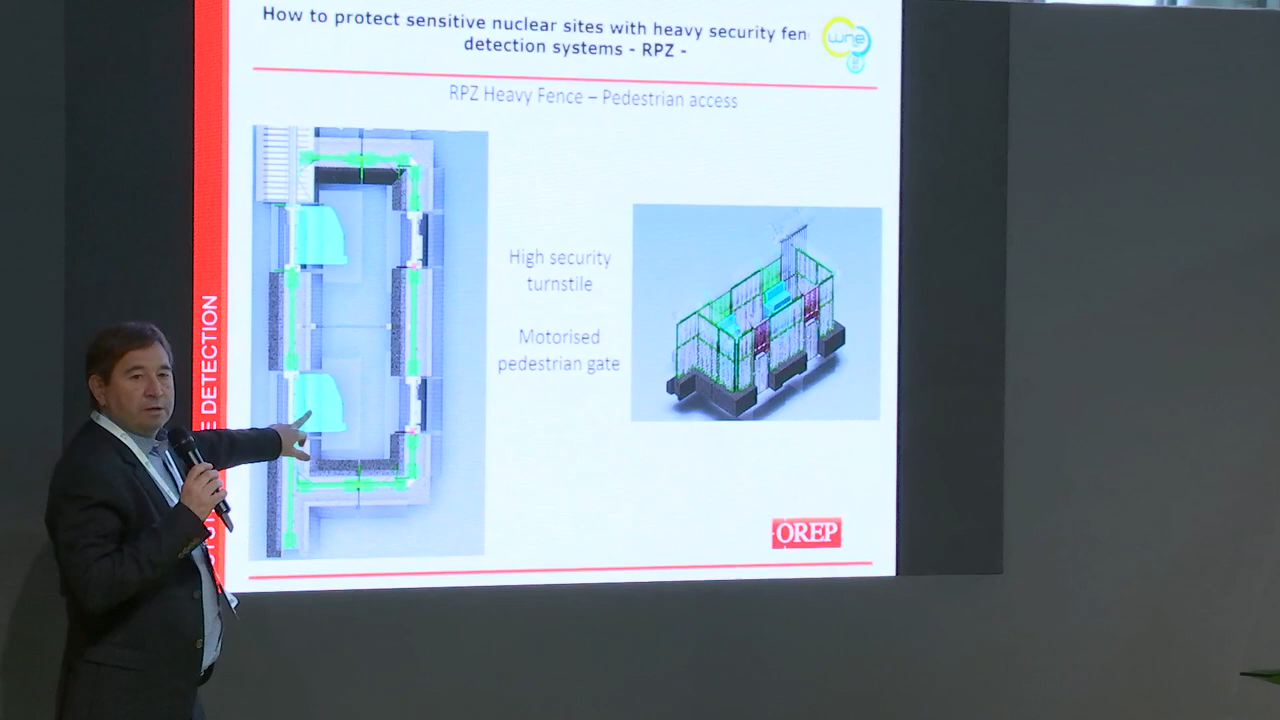 How to protect sensitive nuclear sites with heavy security fen
detection systems - RPZ -
wne
RPZ Heavy Fence – Pedestrian access
High security
turnstile
Motorised
pedestrian gate
DETECTION
OREP